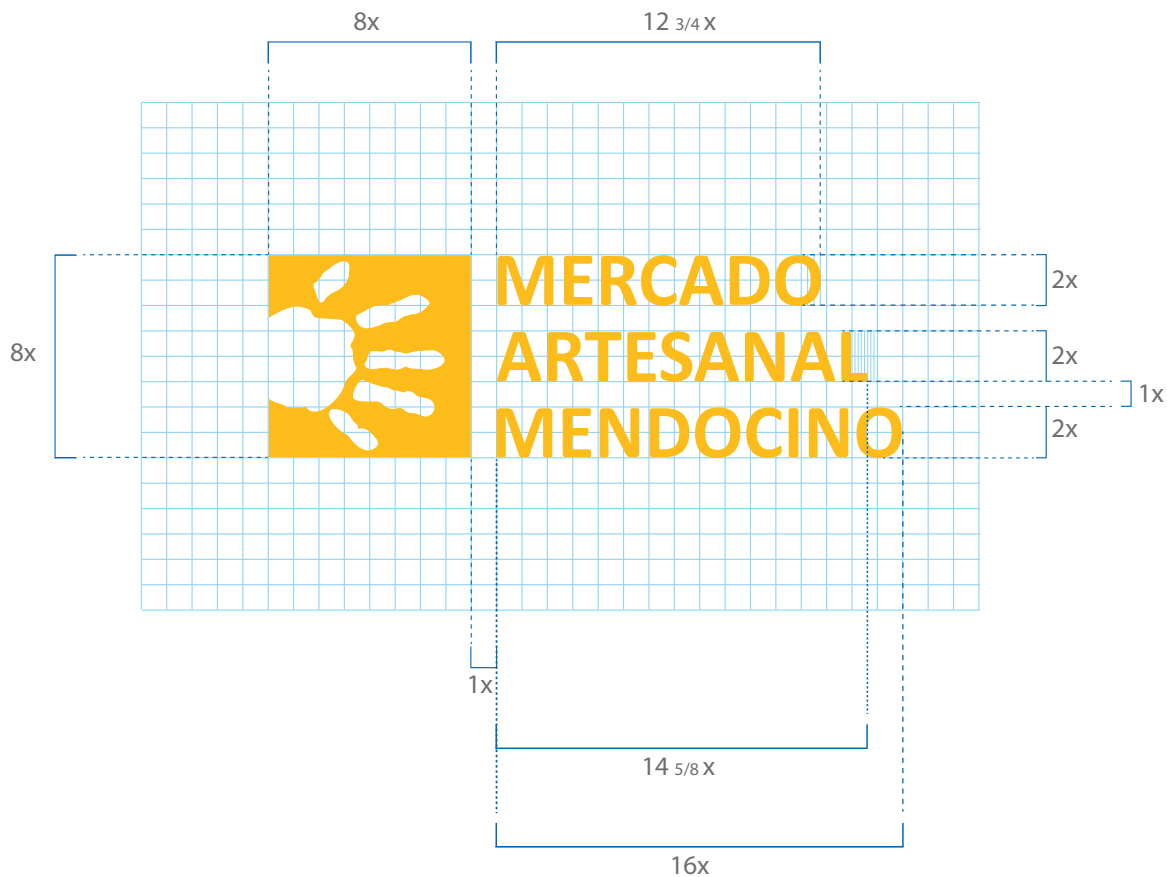 8x
12 3/4 x
8x
MERCADO
2x
ARTESANAL
2x
1x
MENDOCINO
2x
1x
14 5/8 x
16x